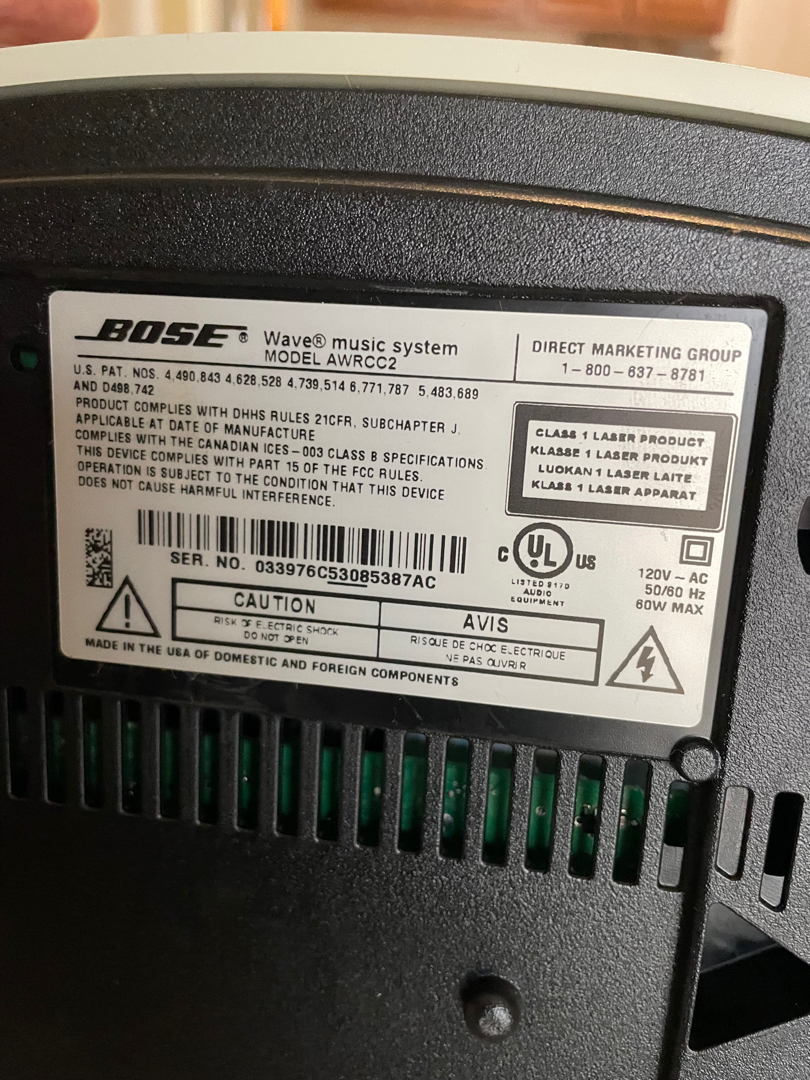 BOSE® Wave® music system
MODEL AWRCC2
DIRECT MARKETING GROUP
1-800-637-8781
U.S. PAT. NOS. 4,490,843 4,628,528 4,739,514 6,771,787 5,483,689
AND D498,742
PRODUCT COMPLIES WITH DHHS RULES 21CFR, SUBCHAPTER J,
APPLICABLE AT DATE OF MANUFACTURE
COMPLIES WITH THE CANADIAN ICES-003 CLASS B SPECIFICATIONS
THIS DEVICE COMPLIES WITH PART 15 OF THE FCC RULES.
OPERATION IS SUBJECT TO THE CONDITION THAT THIS DEVICE
DOES NOT CAUSE HARMFUL INTERFERENCE.
CLASS 1 LASER PRODUCT
KLASSE 1 LASER PRODUKT
LUOKAN 1 LASER LAITE
KLASS 1 LASER APPARAT
SER. NO. 033976C53085387AC
C UL US
LISTED 917D
AUDIO
EQUIPMENT
120V ~ AC
50/60 Hz
60W MAX
CAUTION
RISK OF ELECTRIC SHOCK
DO NOT OPEN
AVIS
RISQUE DE CHOC ELECTRIQUE
NE PAS OUVRIR
MADE IN THE USA OF DOMESTIC AND FOREIGN COMPONENTS